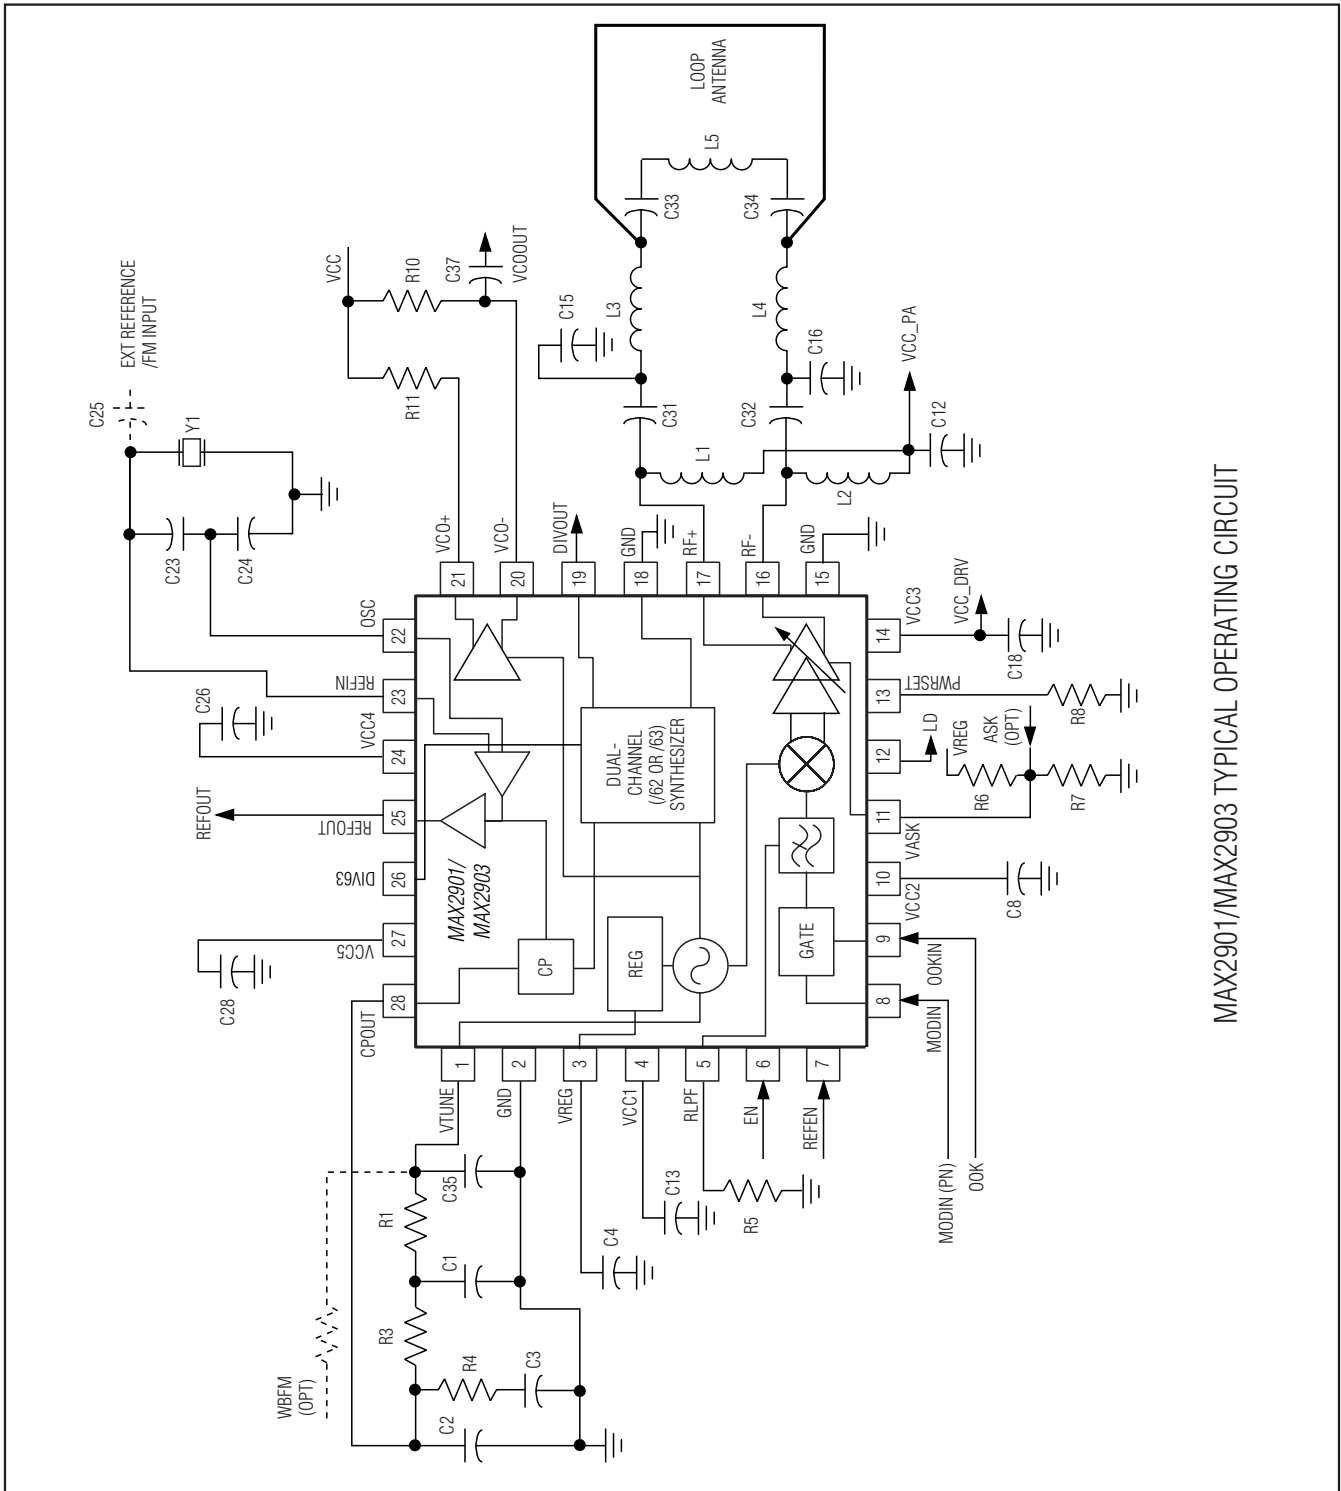 LOOP
ANTENNA
L5
C33
C34
L3
L4
C15
C16
C31
C32
L1
L2
VCC_PA
C12
EXT REFERENCE
/FM INPUT
C25
Y1
C23
C24
VCC
R10
R11
C37
VCOOUT
VCO+
VCO-
DIVOUT
GND
RF+
RF-
GND
21
20
19
18
17
16
15
OSC
22
REFIN
23
C26
VCC4
24
REFOUT
REFOUT
25
DIV63
26
VCC5
27
C28
CPOUT
28
VCC3
14
VCC_DRV
C18
PWRSET
13
R8
LD
12
VREG
ASK
(OPT)
R6
R7
VASK
11
VCC2
10
C8
OOKIN
9
MODIN
8
MAX2901/
MAX2903
DUAL-
CHANNEL
(/62 OR /63)
SYNTHESIZER
CP
REG
GATE
1
2
3
4
5
6
7
VTUNE
GND
VREG
VCC1
RLPF
EN
REFEN
C35
R1
C1
R3
R4
C3
C2
WBFM
(OPT)
C4
C13
R5
MODIN (PN)
OOK
MAX2901/MAX2903 TYPICAL OPERATING CIRCUIT